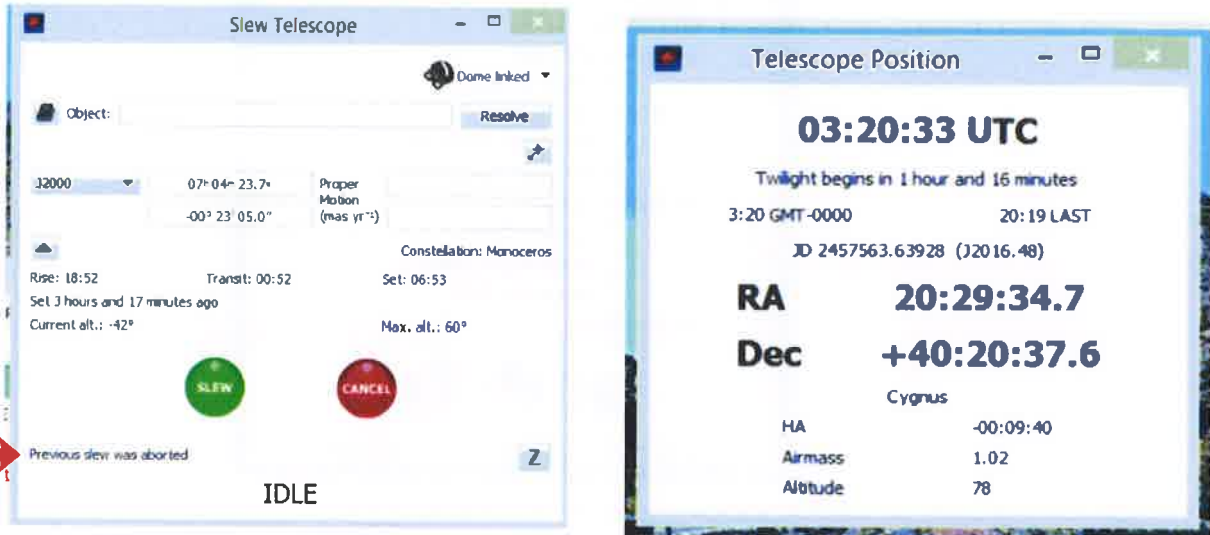 Slew Telescope
Dome linked
Object:
Resolve
J2000
07ʰ 04ᵐ 23.7ˢ
Proper
Motion
(mas yr⁻¹)
-00° 23' 05.0"
Constellation: Monoceros
Rise: 18:52 Transit: 00:52 Set: 06:53
Set 3 hours and 17 minutes ago
Current alt.: -42° Max. alt.: 60°
SLEW CANCEL
Previous slew was aborted
Z
IDLE
Telescope Position
03:20:33 UTC
Twilight begins in 1 hour and 16 minutes
3:20 GMT-0000 20:19 LAST
JD 2457563.63928 (J2016.48)
RA 20:29:34.7
Dec +40:20:37.6
Cygnus
HA -00:09:40
Airmass 1.02
Altitude 78